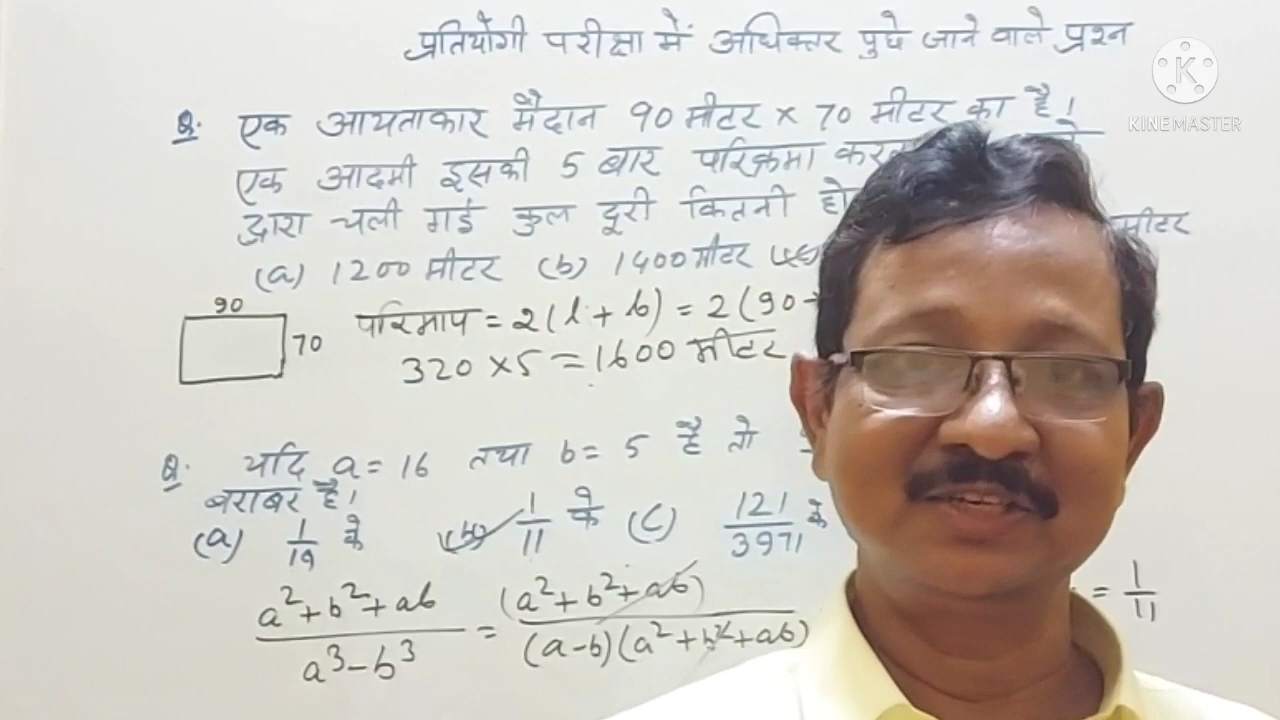 प्रतियोगी परीक्षा में अधिकतर पुछे जाने वाले प्रश्न
K
KINEMASTER
Q. एक आयताकार मैदान 90 मीटर x 70 मीटर का है।
एक आदमी इसकी 5 बार परिक्रमा
द्वारा चली गई कुल दूरी कितनी
मीटर
(a) 1200 मीटर (b) 1400 मीटर
90
70
परिमाप = 2(l + b) = 2(90
320 x 5 = 1600 मीटर
Q. यदि a = 16 तथा b = 5 है तो
बराबर है।
(a) 1/19 के (b) 1/11 के (c) 121/3971 के
a²+b²+ab / a³-b³ = (a²+b²+ab) / (a-b)(a²+b²+ab)
= 1/11